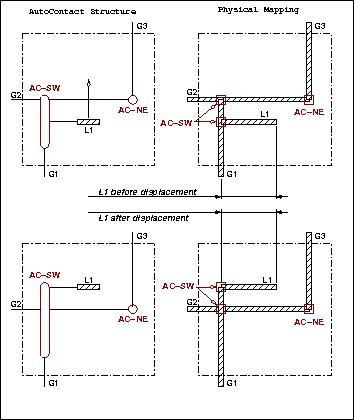 AutoContact Structure
Physical Mapping
G3
G3
AC-SW
G2
G2
AC-NE
AC-NE
AC-SW
L1
L1
G1
G1
L1 before displacement
L1 after displacement
G3
G3
AC-SW
L1
AC-SW
L1
G2
G2
AC-NE
AC-NE
G1
G1